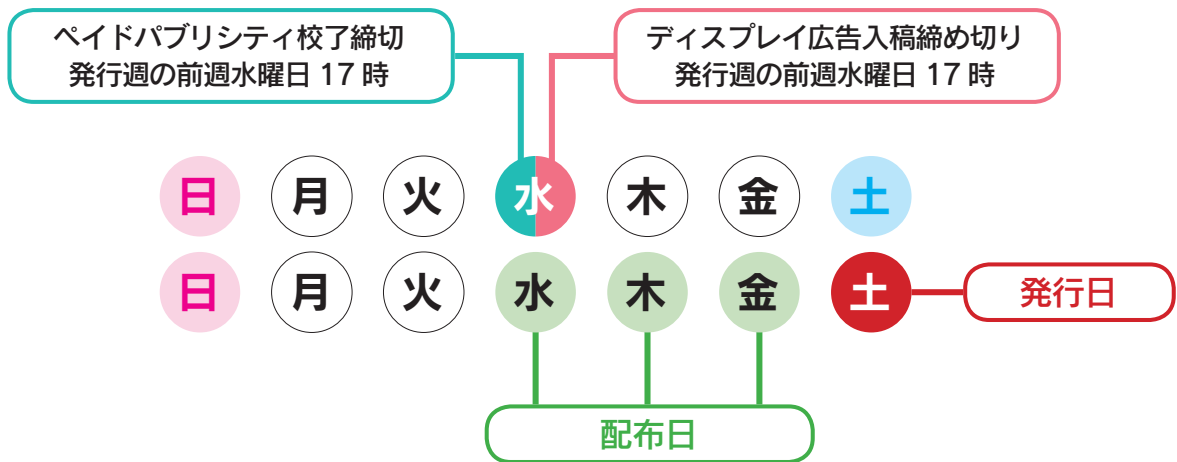 ペイドパブリシティ校了締切
発行週の前週水曜日 17 時
ディスプレイ広告入稿締め切り
発行週の前週水曜日 17 時
日 月 火 水 木 金 土
日 月 火 水 木 金 土
発行日
配布日